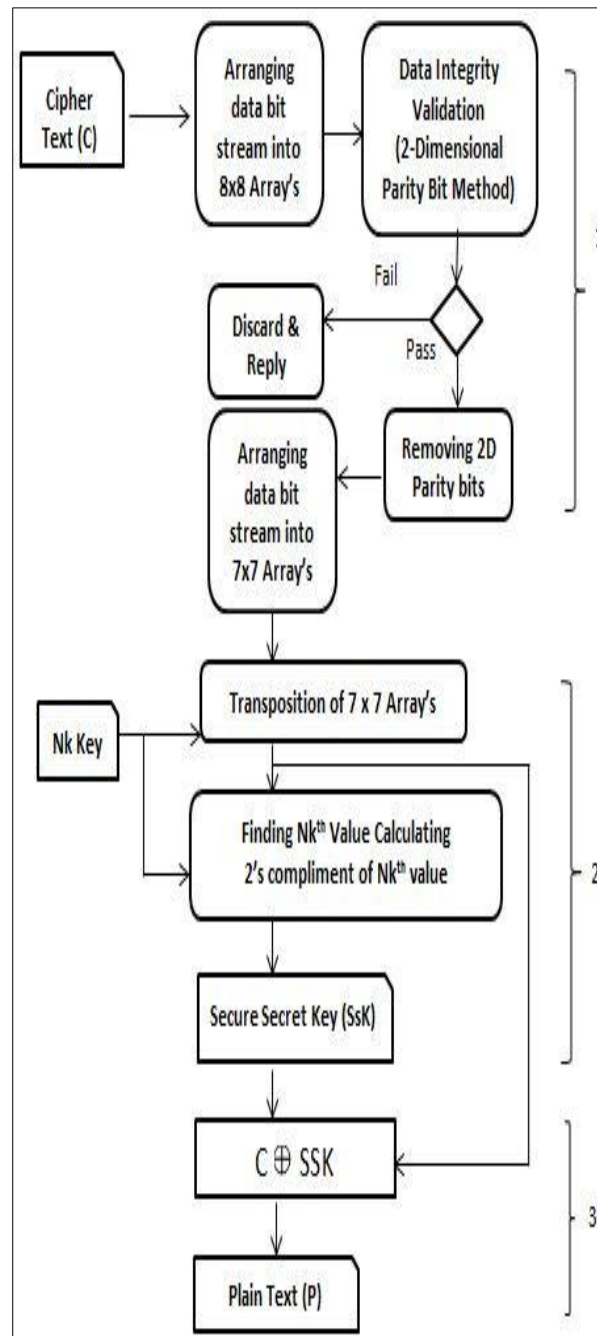 Cipher
Text (C)
Arranging
data bit
stream into
8x8 Array's
Data Integrity
Validation
(2-Dimensional
Parity Bit Method)
Fail
Discard &
Reply
Pass
Removing 2D
Parity bits
Arranging
data bit
stream into
7x7 Array's
Transposition of 7 x 7 Array's
Nk Key
Finding Nkᵗʰ Value Calculating
2's compliment of Nkᵗʰ value
2
Secure Secret Key (SsK)
C ⊕ SSK
3
Plain Text (P)